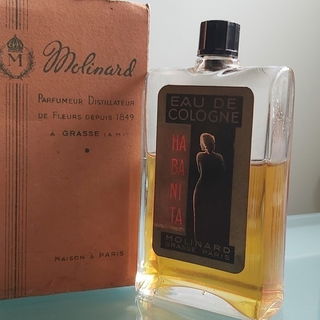 M
Molinard
PARFUMEUR DISTILLATEUR
DE FLEURS DEPUIS 1849
A GRASSE (A.M)
MAISON A PARIS
EAU DE
COLOGNE
HA
BA
NI
TA
MOLINARD
GRASSE PARIS